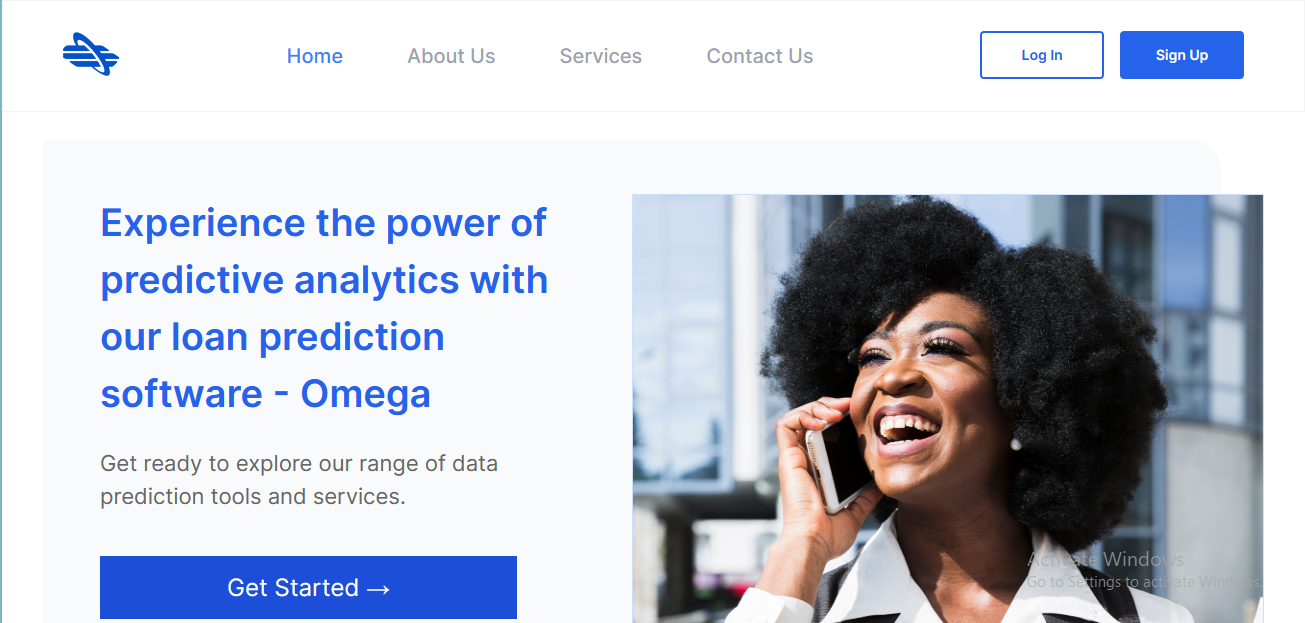 Home About Us Services Contact Us Log In Sign Up
Experience the power of
predictive analytics with
our loan prediction
software - Omega
Get ready to explore our range of data
prediction tools and services.
Get Started →
Activate Windows
Go to Settings to activate Windows.